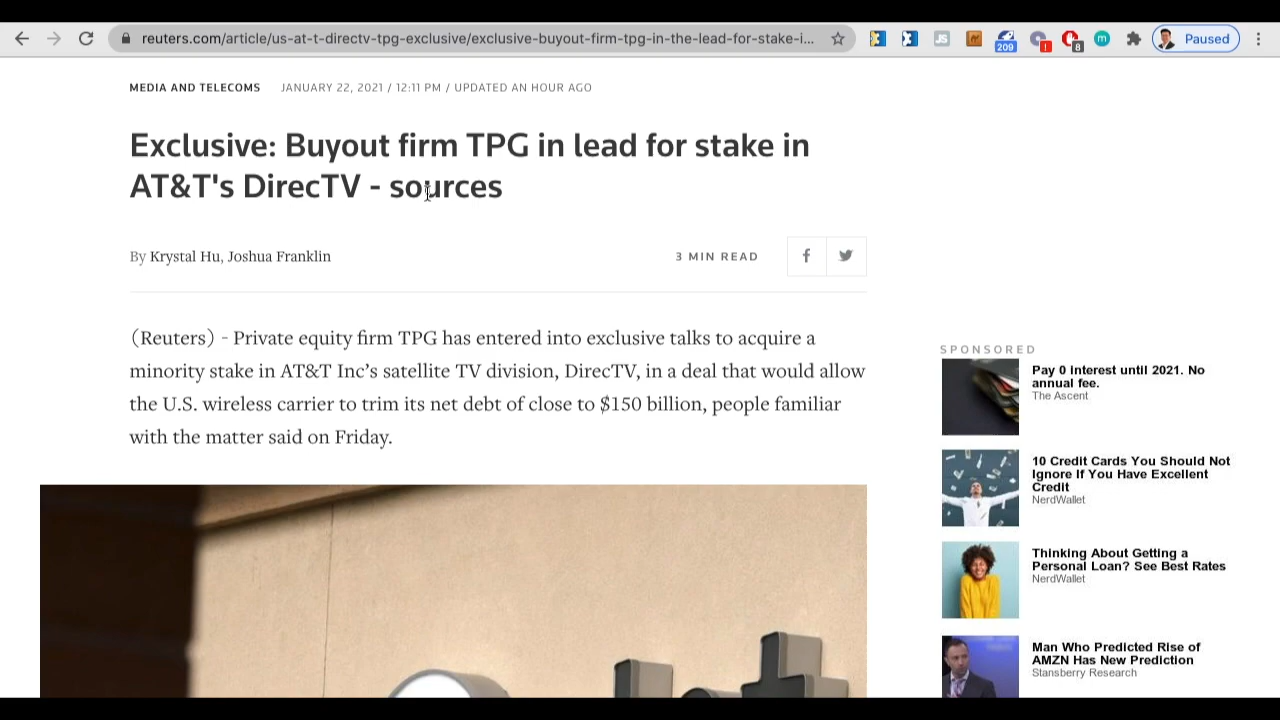 reuters.com/article/us-at-t-directv-tpg-exclusive/exclusive-buyout-firm-tpg-in-the-lead-for-stake-i...
209
!
8
JS
m
Paused
MEDIA AND TELECOMS JANUARY 22, 2021 / 12:11 PM / UPDATED AN HOUR AGO
Exclusive: Buyout firm TPG in lead for stake in
AT&T's DirecTV - sources
By Krystal Hu, Joshua Franklin
3 MIN READ
(Reuters) - Private equity firm TPG has entered into exclusive talks to acquire a
minority stake in AT&T Inc’s satellite TV division, DirecTV, in a deal that would allow
the U.S. wireless carrier to trim its net debt of close to $150 billion, people familiar
with the matter said on Friday.
SPONSORED
Pay 0 interest until 2021. No
annual fee.
The Ascent
10 Credit Cards You Should Not
Ignore If You Have Excellent
Credit
NerdWallet
Thinking About Getting a
Personal Loan? See Best Rates
NerdWallet
Man Who Predicted Rise of
AMZN Has New Prediction
Stansberry Research